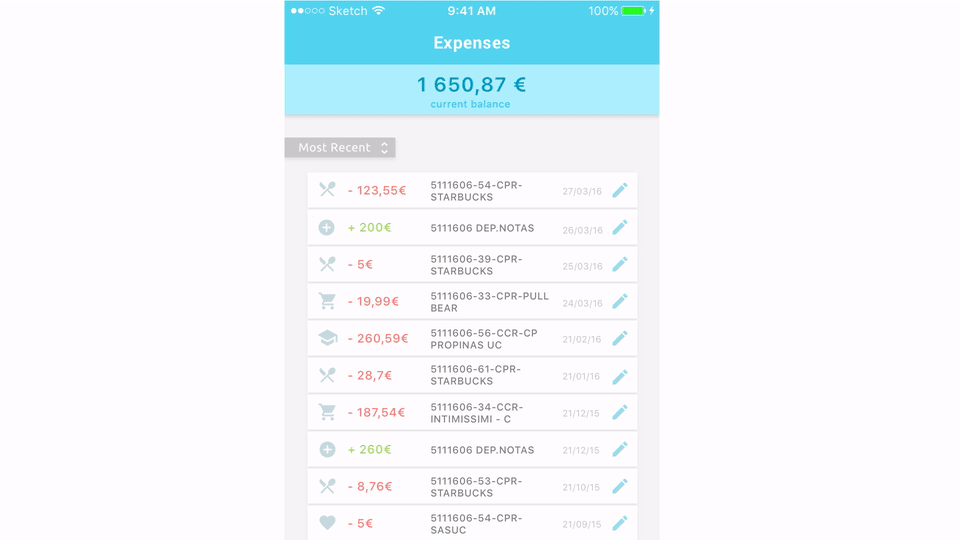 Sketch 9:41 AM 100%
Expenses
1 650,87 €
current balance
Most Recent
- 123,55€ 5111606-54-CPR- 27/03/16
STARBUCKS
+ 200€ 5111606 DEP.NOTAS 26/03/16
- 5€ 5111606-39-CPR- 25/03/16
STARBUCKS
- 19,99€ 5111606-33-CPR-PULL 24/03/16
BEAR
- 260,59€ 5111606-56-CCR-CP 21/02/16
PROPINAS UC
- 28,7€ 5111606-61-CPR- 21/01/16
STARBUCKS
- 187,54€ 5111606-34-CCR- 21/12/15
INTIMISSIMI - C
+ 260€ 5111606 DEP.NOTAS 21/12/15
- 8,76€ 5111606-53-CPR- 21/10/15
STARBUCKS
- 5€ 5111606-54-CPR- 21/09/15
SASUC